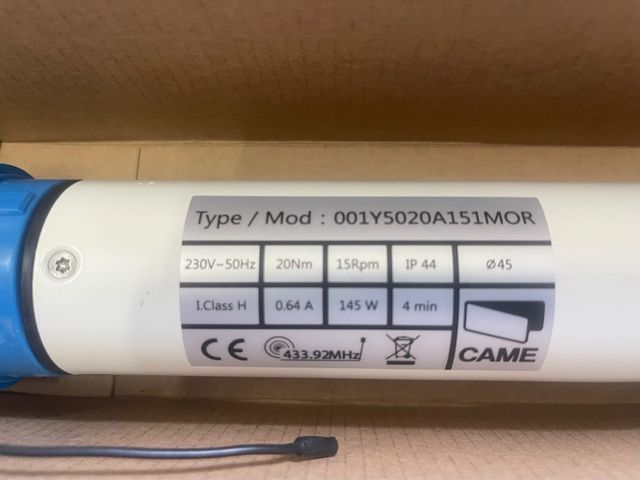 Type / Mod : 001Y5020A151MOR
230V~50Hz 20Nm 15Rpm IP 44 Ø45
I.Class H 0.64 A 145 W 4 min
CE 433.92MHz CAME